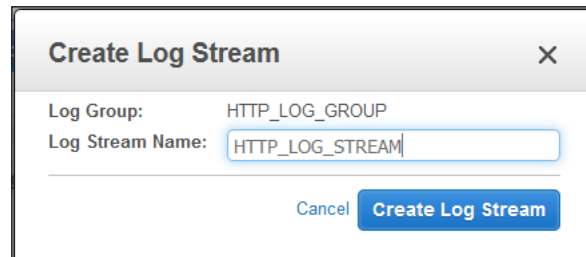 Create Log Stream
Log Group: HTTP_LOG_GROUP
Log Stream Name: HTTP_LOG_STREAM
Cancel Create Log Stream